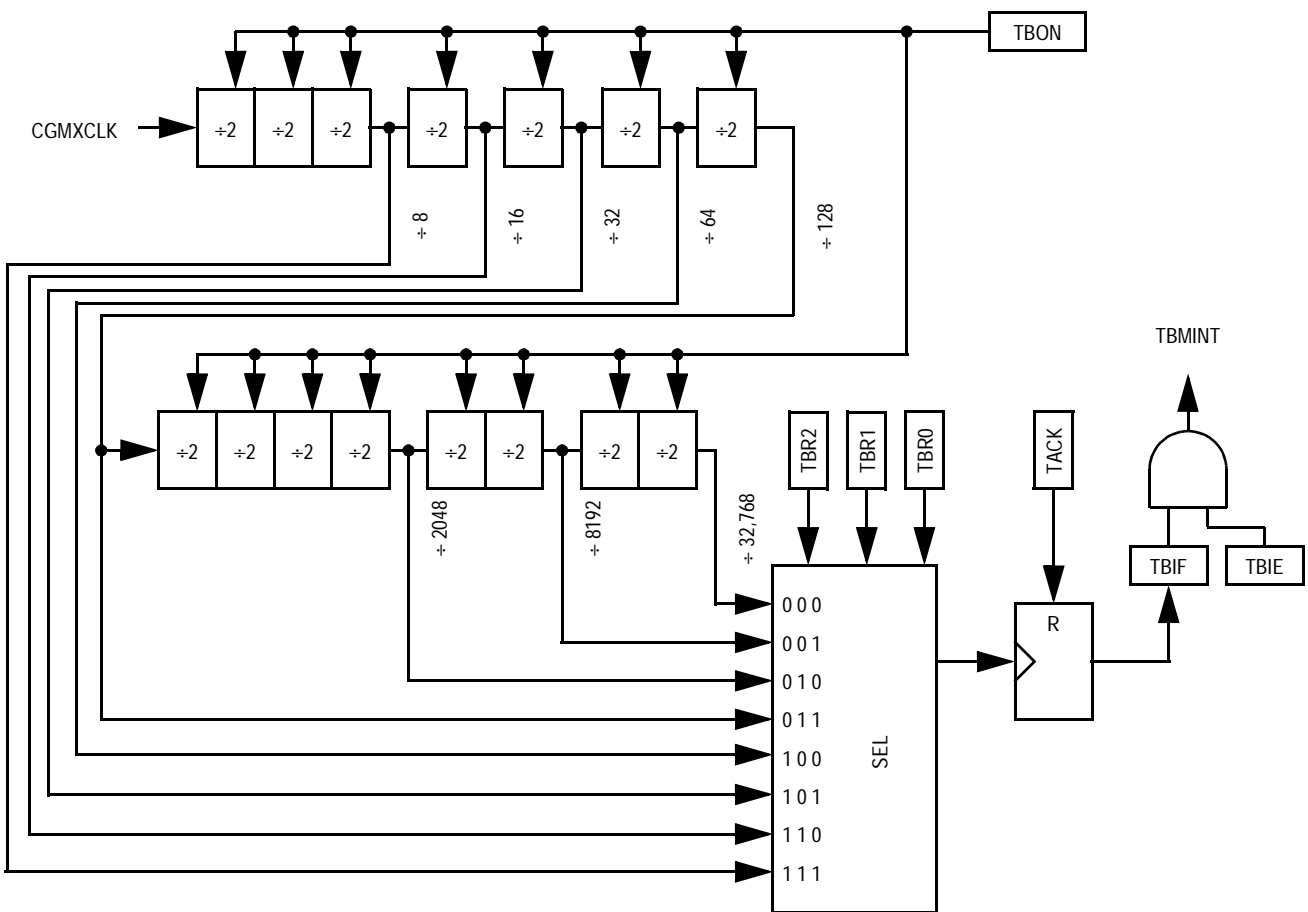 TBON
CGMXCLK
÷2 ÷2 ÷2 ÷2 ÷2 ÷2 ÷2
÷ 8 ÷ 16 ÷ 32 ÷ 64 ÷ 128
TBMINT
÷2 ÷2 ÷2 ÷2 ÷2 ÷2 ÷2 ÷2
TBR2 TBR1 TBR0 TACK
÷ 2048 ÷ 8192 ÷ 32,768
TBIF TBIE
0 0 0
R
0 0 1
0 1 0
0 1 1
SEL
1 0 0
1 0 1
1 1 0
1 1 1